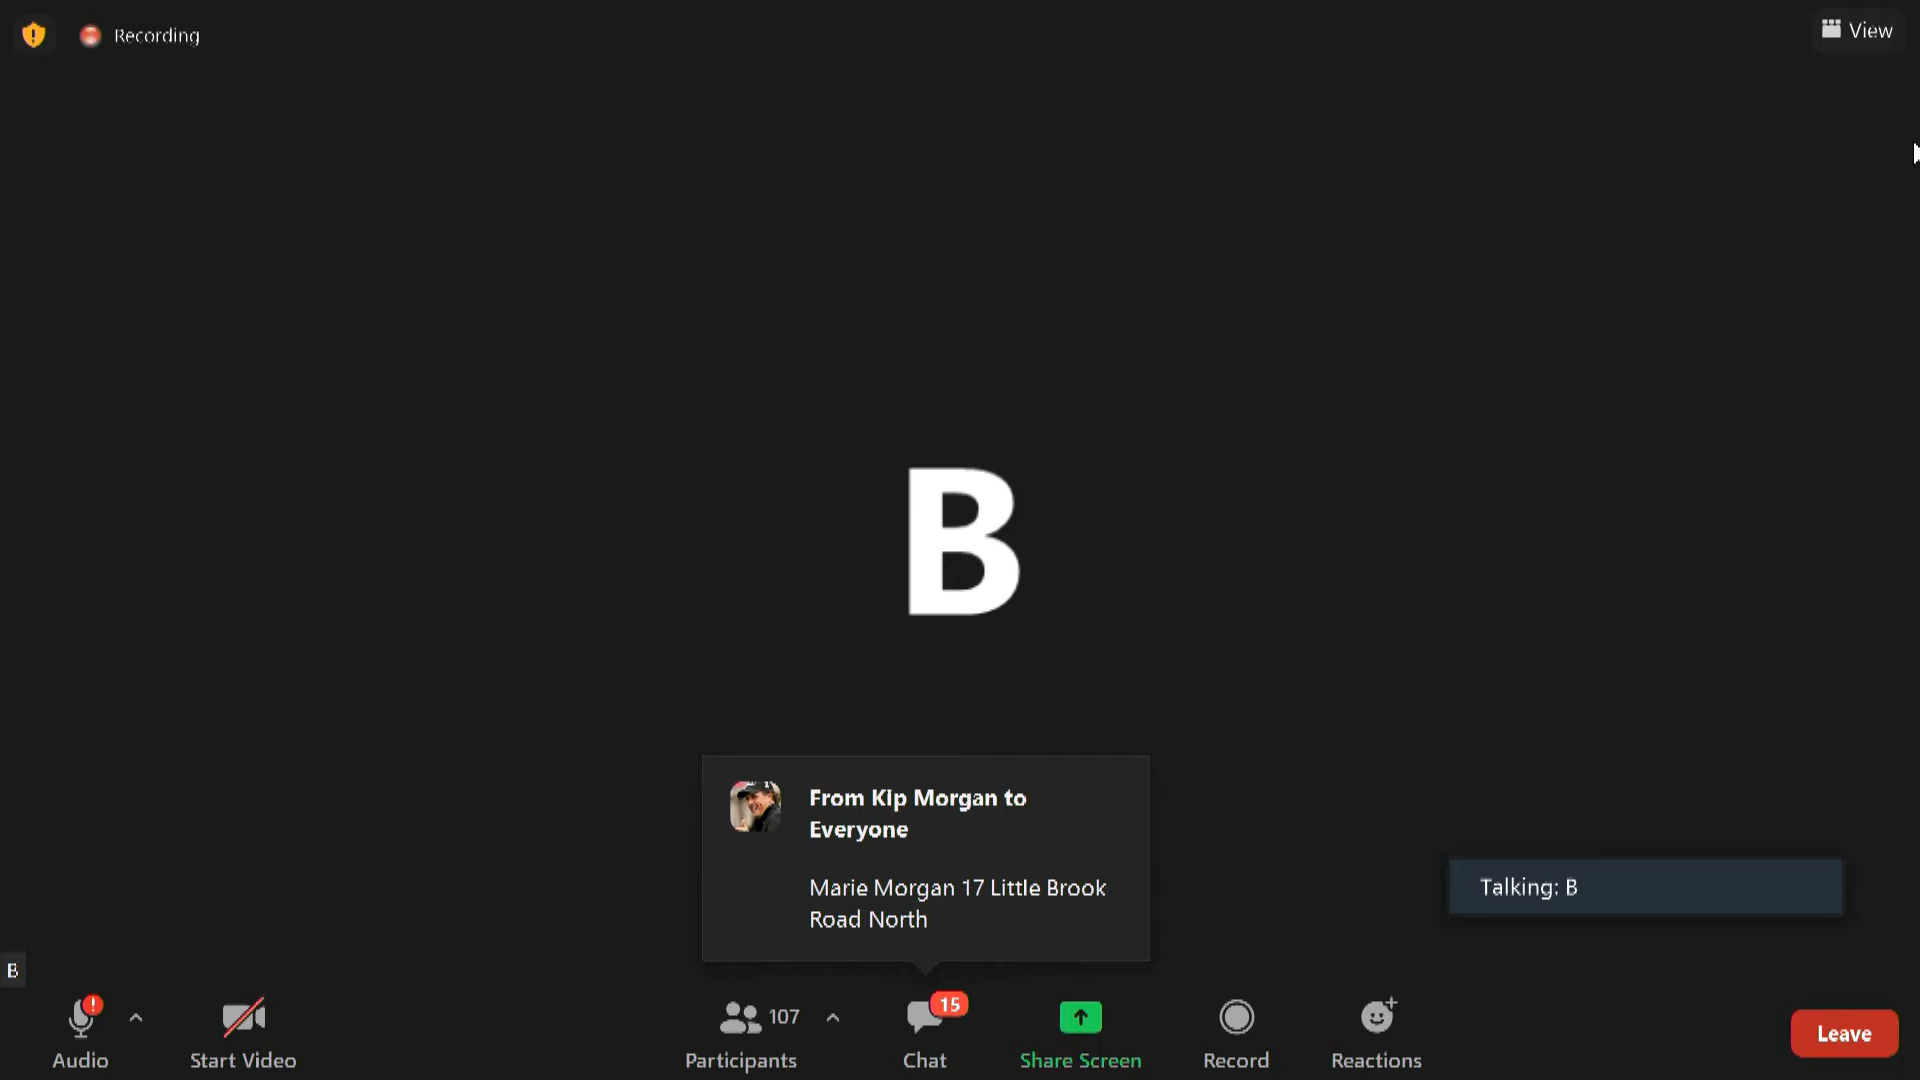 Recording
View
B
From Kip Morgan to
Everyone
Marie Morgan 17 Little Brook
Road North
Talking: B
B
107
15
Audio
Start Video
Participants
Chat
Share Screen
Record
Reactions
Leave